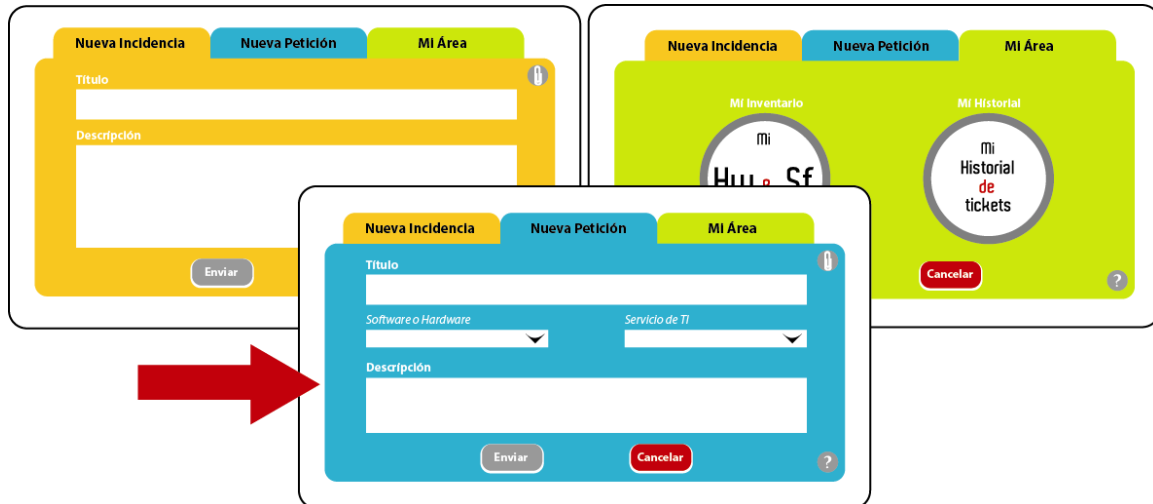 Nueva Incidencia
Nueva Petición
Mi Área
Título
Descripción
Enviar
Nueva Incidencia
Nueva Petición
Mi Área
Mi Inventario
Mi Historial
Mi
Hw e Sf
Mi
Historial
de
tickets
Cancelar
?
Nueva Incidencia
Nueva Petición
Mi Área
Título
Software o Hardware
Servicio de TI
Descripción
Enviar
Cancelar
?